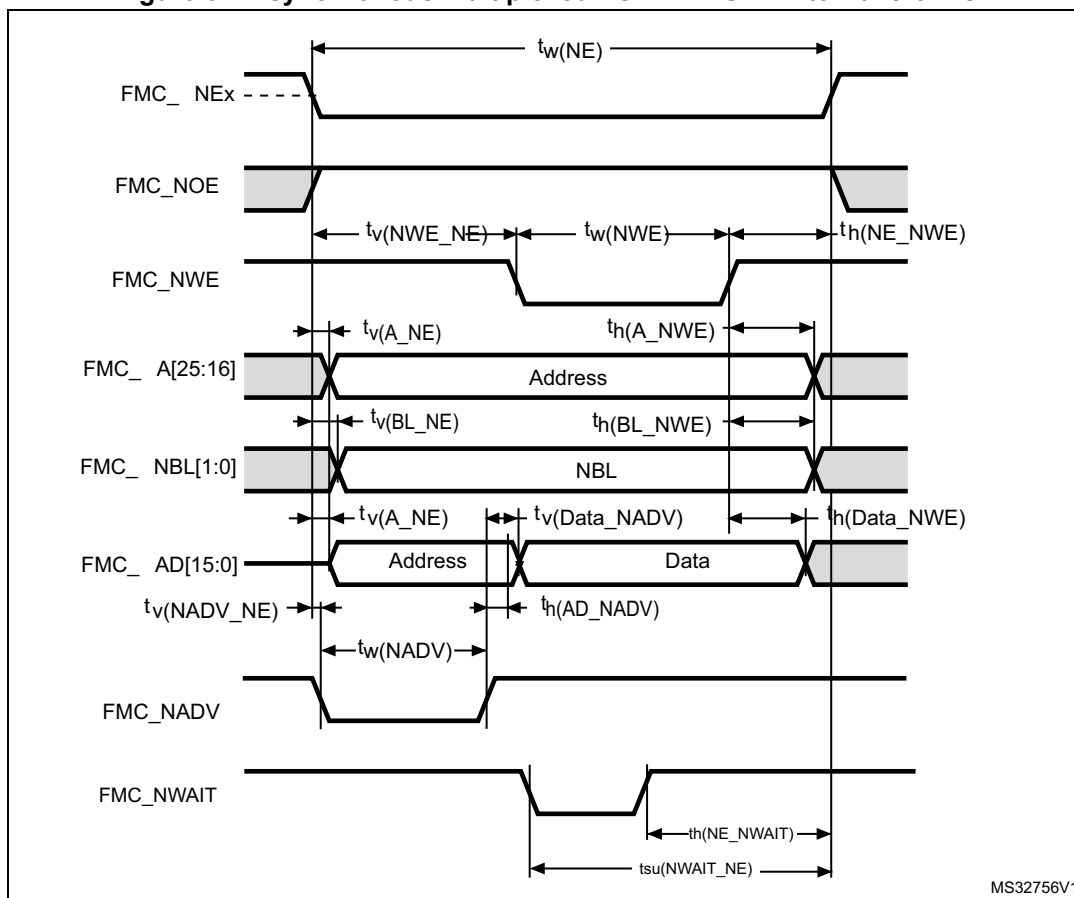 tw(NE)
FMC_ NEx
FMC_NOE
tv(NWE_NE)
tw(NWE)
th(NE_NWE)
FMC_NWE
tv(A_NE)
th(A_NWE)
FMC_ A[25:16]
Address
tv(BL_NE)
th(BL_NWE)
FMC_ NBL[1:0]
NBL
tv(A_NE)
tv(Data_NADV)
th(Data_NWE)
FMC_ AD[15:0]
Address
Data
tv(NADV_NE)
th(AD_NADV)
tw(NADV)
FMC_NADV
FMC_NWAIT
th(NE_NWAIT)
tsu(NWAIT_NE)
MS32756V1